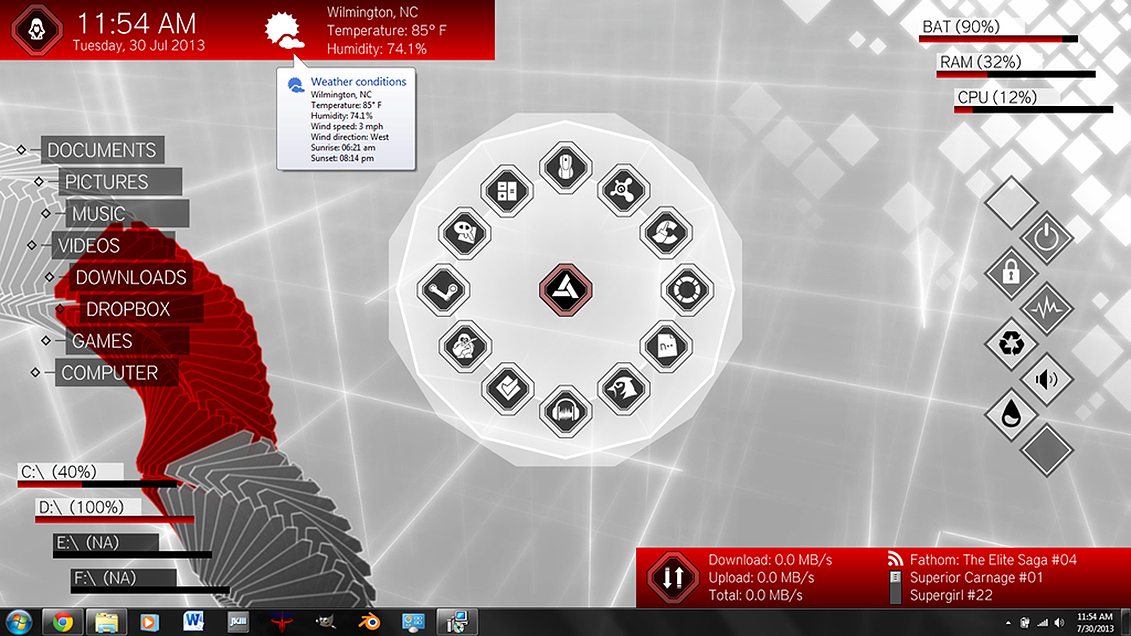 11:54 AM
Tuesday, 30 Jul 2013
Wilmington, NC
Temperature: 85° F
Humidity: 74.1%
Weather conditions
Wilmington, NC
Temperature: 85° F
Humidity: 74.1%
Wind speed: 3 mph
Wind direction: West
Sunrise: 06:21 am
Sunset: 08:14 pm
BAT (90%)
RAM (32%)
CPU (12%)
DOCUMENTS
PICTURES
MUSIC
VIDEOS
DOWNLOADS
DROPBOX
GAMES
COMPUTER
n++
C:\ (40%)
D:\ (100%)
E:\ (NA)
F:\ (NA)
Download: 0.0 MB/s
Upload: 0.0 MB/s
Total: 0.0 MB/s
Fathom: The Elite Saga #04
Superior Carnage #01
Supergirl #22
11:54 AM
7/30/2013